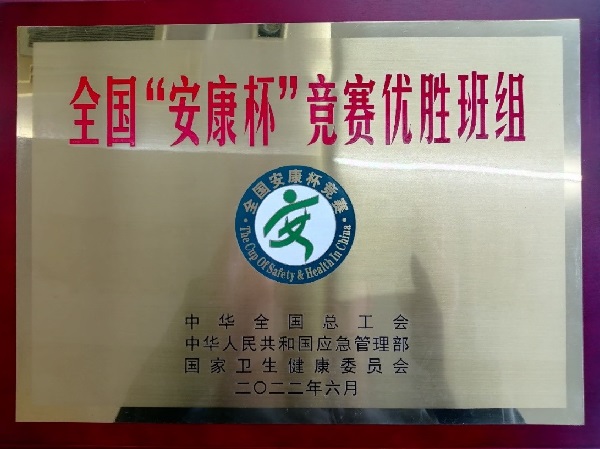 全国“安康杯”竞赛优胜班组
·全国安康杯竞赛·
The Cup Of Safety & Health In China
安
中华全国总工会
中华人民共和国应急管理部
国家卫生健康委员会
二〇二二年六月